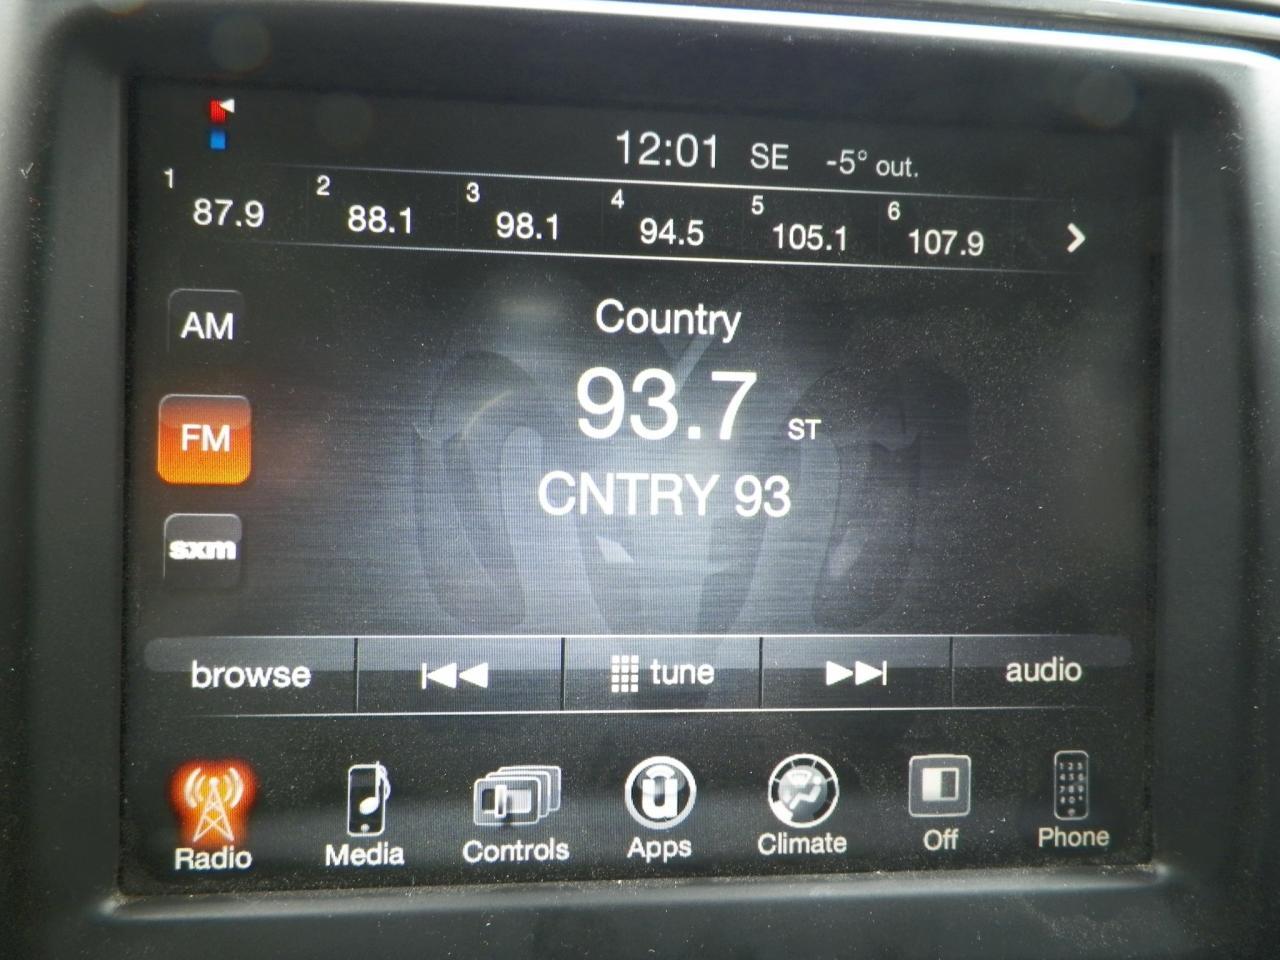 12:01 SE -5° out.
1 87.9 2 88.1 3 98.1 4 94.5 5 105.1 6 107.9
AM
Country
93.7 ST
FM
CNTRY 93
sxm
browse tune audio
Radio Media Controls Apps Climate Off Phone